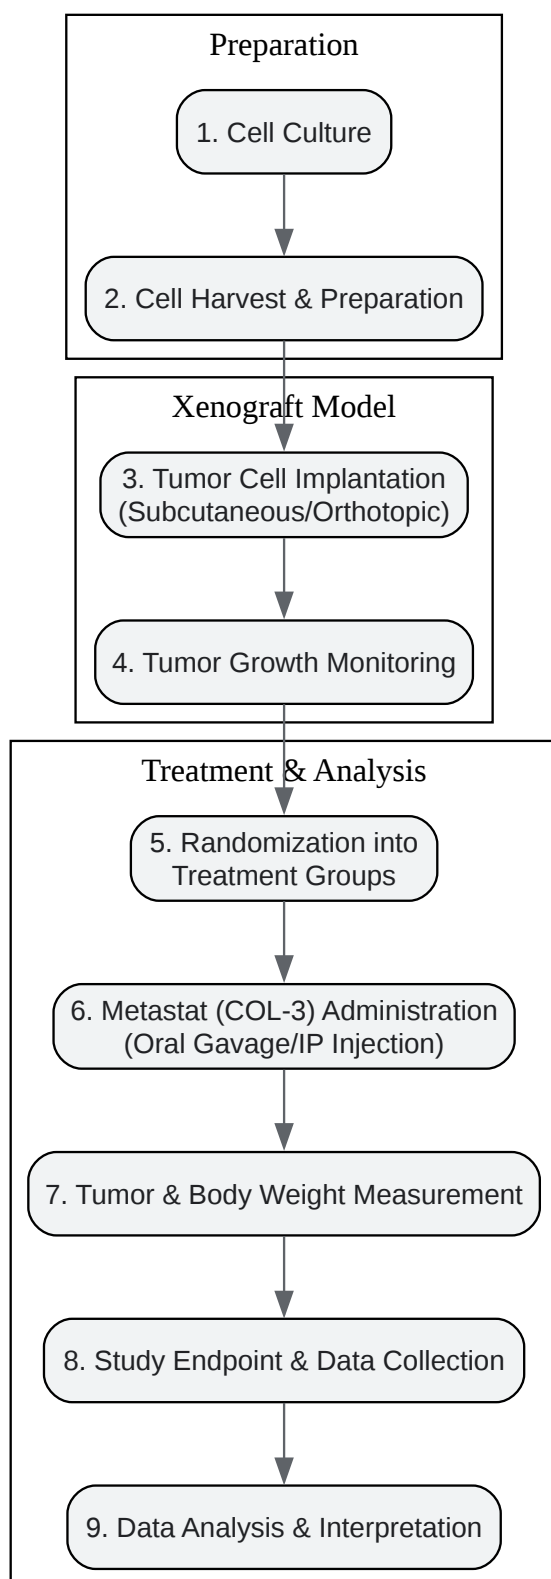 Preparation
1. Cell Culture
2. Cell Harvest & Preparation
Xenograft Model
3. Tumor Cell Implantation
(Subcutaneous/Orthotopic)
4. Tumor Growth Monitoring
Treatment & Analysis
5. Randomization into
Treatment Groups
6. Metastat (COL-3) Administration
(Oral Gavage/IP Injection)
7. Tumor & Body Weight Measurement
8. Study Endpoint & Data Collection
9. Data Analysis & Interpretation